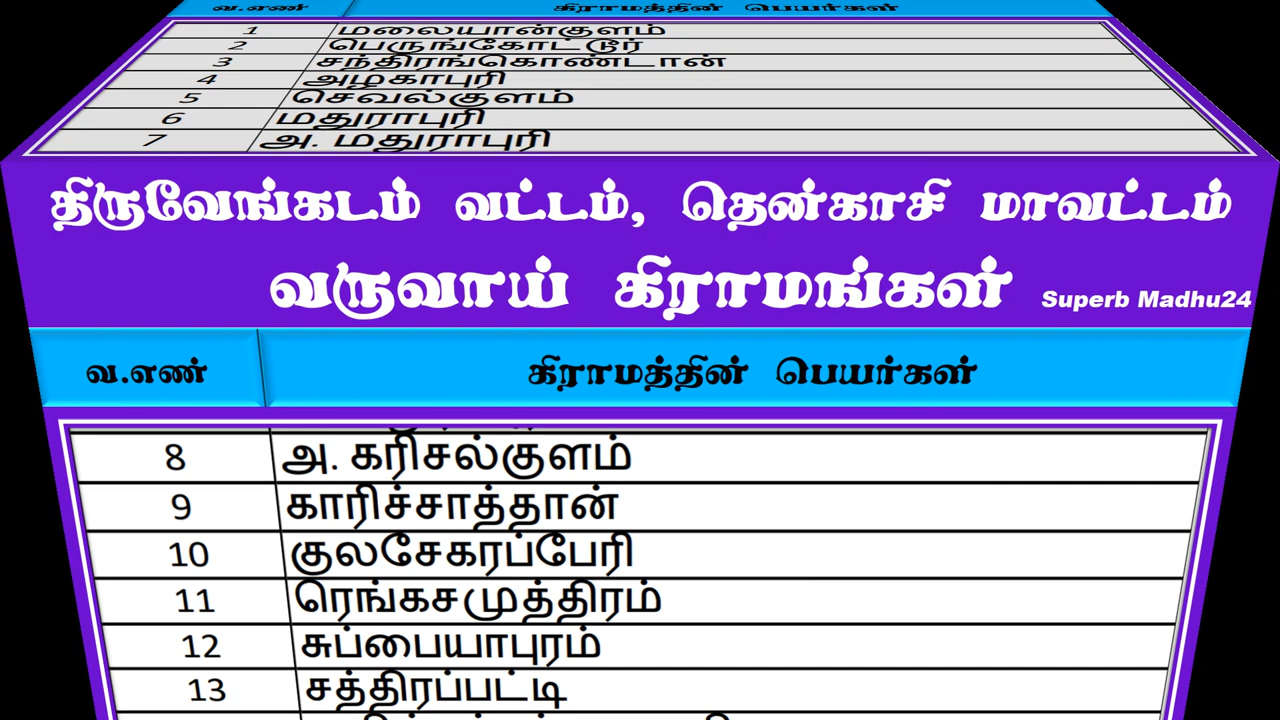 வ.எண் கிராமத்தின் பெயர்கள்
1 மலையான்குளம்
2 பெருங்கோட்டூர்
3 சந்திரங்கொண்டான்
4 அழகாபுரி
5 செவல்குளம்
6 மதுராபுரி
7 அ. மதுராபுரி
திருவேங்கடம் வட்டம், தென்காசி மாவட்டம்
வருவாய் கிராமங்கள்
Superb Madhu24
வ.எண் கிராமத்தின் பெயர்கள்
8 அ. கரிசல்குளம்
9 காரிச்சாத்தான்
10 குலசேகரப்பேரி
11 ரெங்கசமுத்திரம்
12 சுப்பையாபுரம்
13 சத்திரப்பட்டி